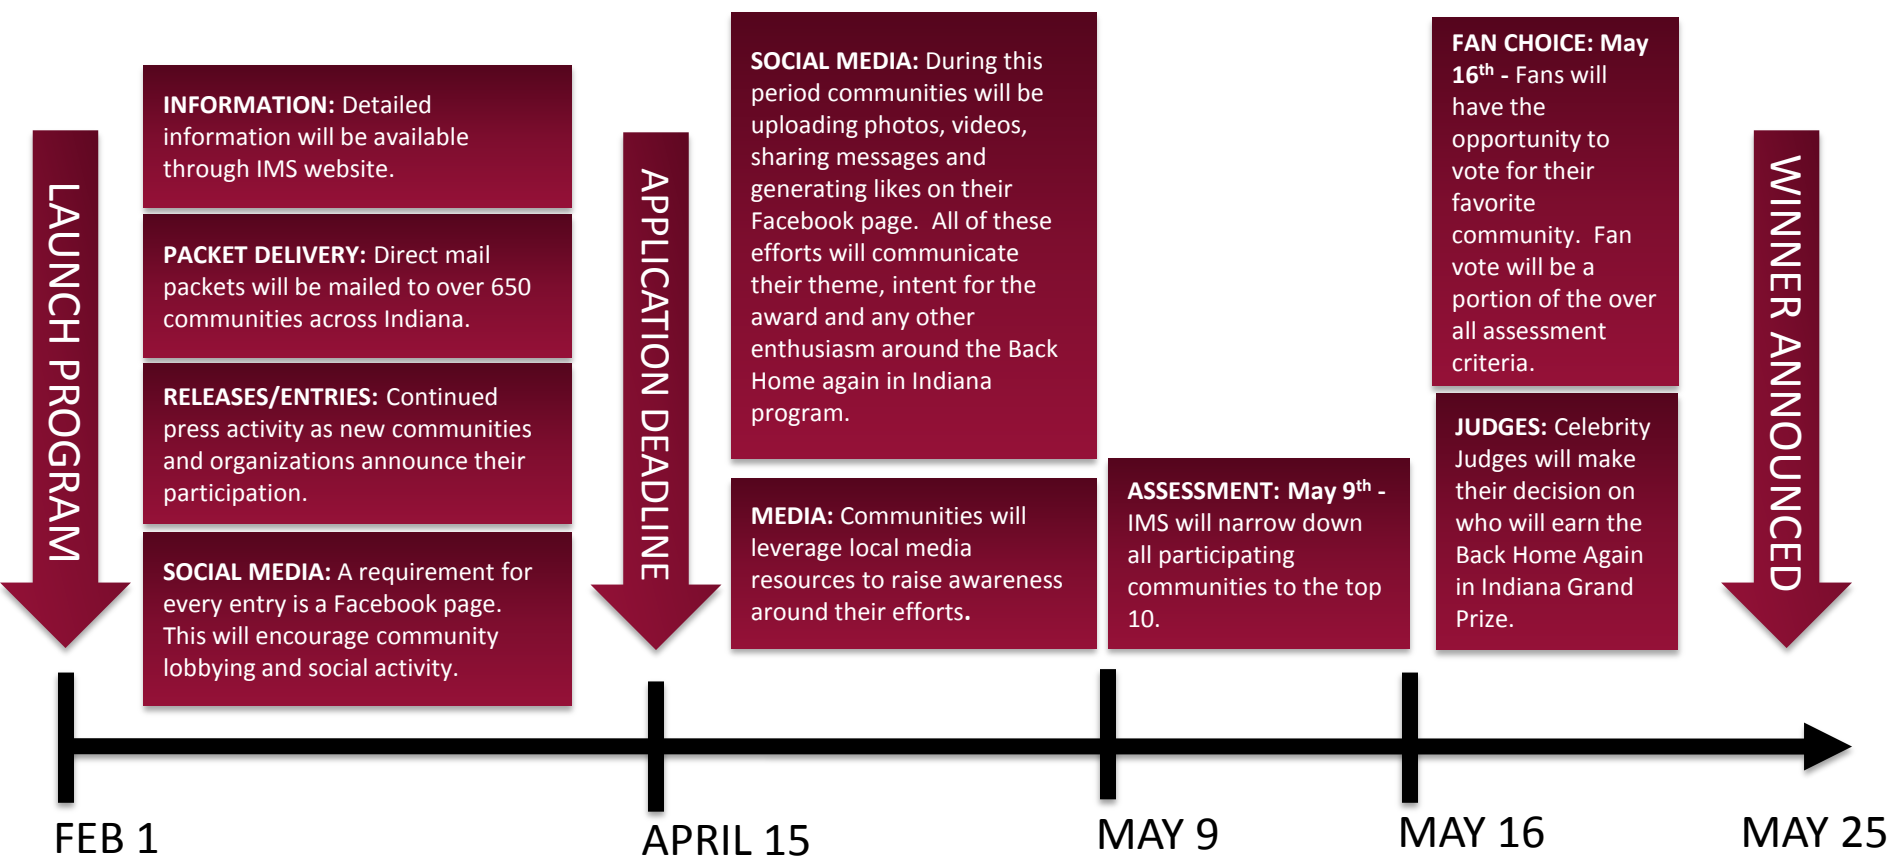 LAUNCH PROGRAM
INFORMATION: Detailed
information will be available
through IMS website.
PACKET DELIVERY: Direct mail
packets will be mailed to over 650
communities across Indiana.
RELEASES/ENTRIES: Continued
press activity as new communities
and organizations announce their
participation.
SOCIAL MEDIA: A requirement for
every entry is a Facebook page.
This will encourage community
lobbying and social activity.
APPLICATION DEADLINE
SOCIAL MEDIA: During this
period communities will be
uploading photos, videos,
sharing messages and
generating likes on their
Facebook page.  All of these
efforts will communicate
their theme, intent for the
award and any other
enthusiasm around the Back
Home again in Indiana
program.
MEDIA: Communities will
leverage local media
resources to raise awareness
around their efforts.
ASSESSMENT: May 9th -
IMS will narrow down
all participating
communities to the top
10.
FAN CHOICE: May
16th - Fans will
have the
opportunity to
vote for their
favorite
community.  Fan
vote will be a
portion of the over
all assessment
criteria.
JUDGES: Celebrity
Judges will make
their decision on
who will earn the
Back Home Again
in Indiana Grand
Prize.
WINNER ANNOUNCED
FEB 1
APRIL 15
MAY 9
MAY 16
MAY 25